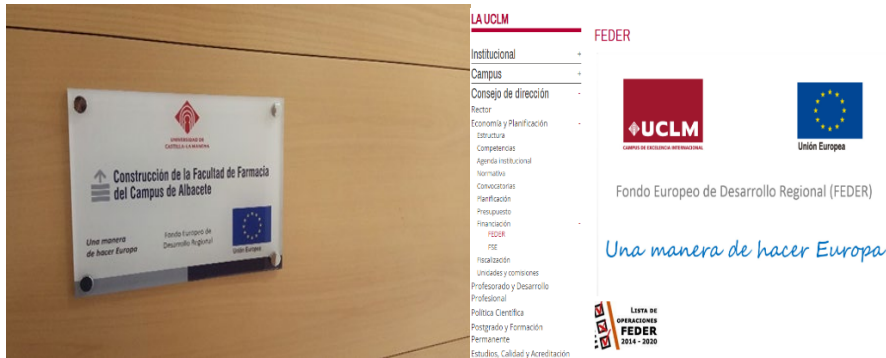 UNIVERSIDAD DE
CASTILLA-LA MANCHA
Construcción de la Facultad de Farmacia
del Campus de Albacete
Una manera
de hacer Europa
Fondo Europeo de
Desarrollo Regional
Unión Europea
LA UCLM
Institucional +
Campus +
Consejo de dirección -
Rector
Economía y Planificación -
Estructura
Competencias
Agenda institucional
Normativa
Convocatorias
Planificación
Presupuesto
Financiación -
FEDER
FSE
Fiscalización
Unidades y comisiones
Profesorado y Desarrollo
Profesional
Política Científica
Postgrado y Formación
Permanente
Estudios, Calidad y Acreditación
FEDER
UCLM
CAMPUS DE EXCELENCIA INTERNACIONAL
Unión Europea
Fondo Europeo de Desarrollo Regional (FEDER)
Una manera de hacer Europa
LISTA DE
OPERACIONES
FEDER
2014 - 2020